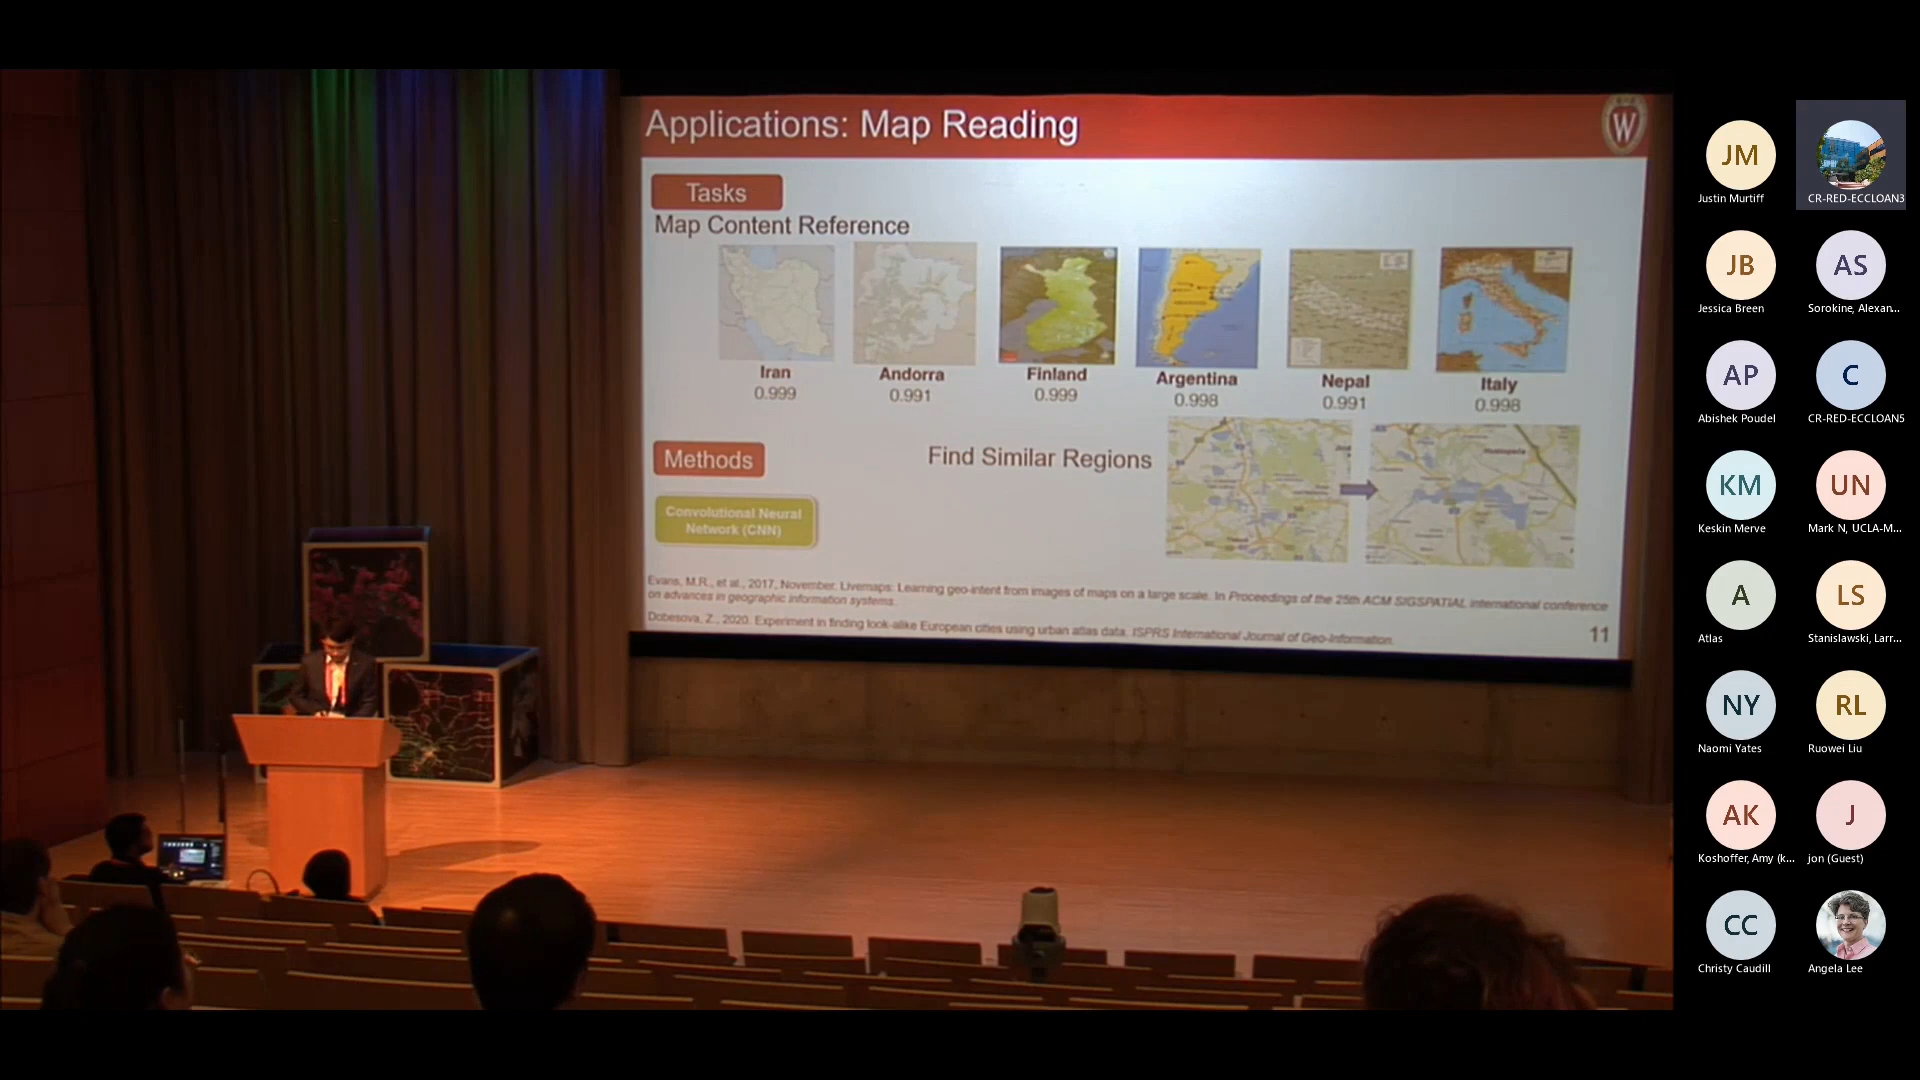 Applications: Map Reading
W
Tasks
Map Content Reference
Iran
0.999
Andorra
0.991
Finland
0.999
Argentina
0.998
Nepal
0.991
Italy
0.998
Methods
Find Similar Regions
Convolutional Neural
Network (CNN)
Evans, M.R., et al., 2017, November. Livemaps: Learning geo-intent from images of maps on a large scale. In Proceedings of the 25th ACM SIGSPATIAL international conference
on advances in geographic information systems.
Dobesova, Z., 2020. Experiment in finding look-alike European cities using urban atlas data. ISPRS International Journal of Geo-Information.
11
JM
Justin Murtiff
CR-RED-ECCLOAN3
JB
Jessica Breen
AS
Sorokine, Alexan...
AP
Abishek Poudel
C
CR-RED-ECCLOAN5
KM
Keskin Merve
UN
Mark N, UCLA-M...
A
Atlas
LS
Stanislawski, Larr...
NY
Naomi Yates
RL
Ruowei Liu
AK
Koshoffer, Amy (k...
J
jon (Guest)
CC
Christy Caudill
Angela Lee